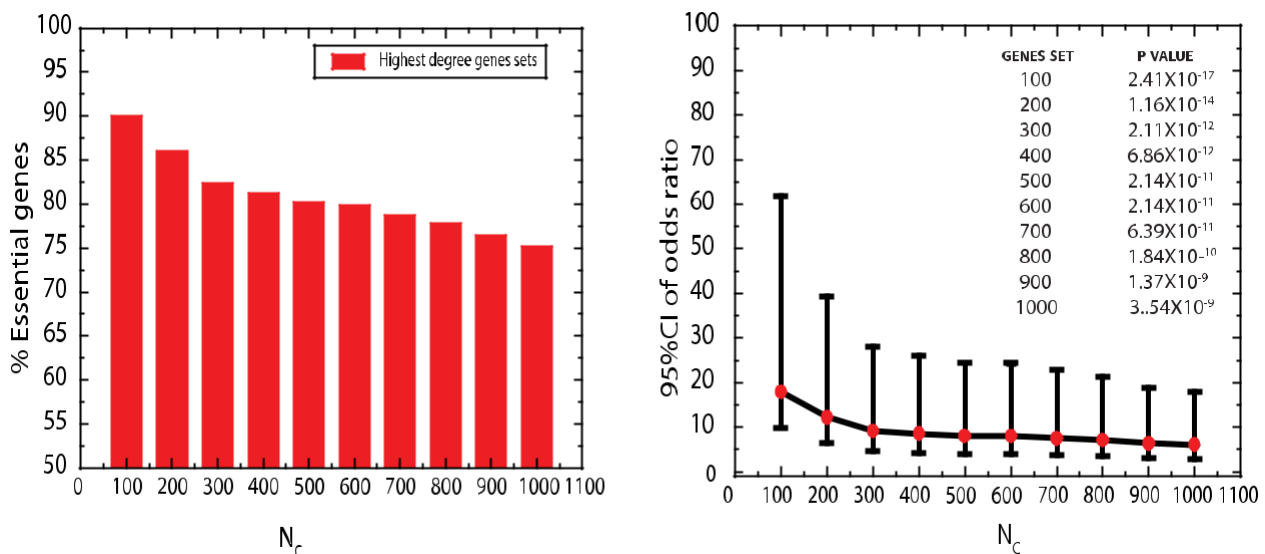 % Essential genes
100
95
90
85
80
75
70
65
60
55
50
Highest degree genes sets
0 100 200 300 400 500 600 700 800 900 1000 1100
N_c
95%CI of odds ratio
100
90
80
70
60
50
40
30
20
10
0
GENES SET P VALUE
100 2.41X10⁻¹⁷
200 1.16X10⁻¹⁴
300 2.11X10⁻¹²
400 6.86X10⁻¹²
500 2.14X10⁻¹¹
600 2.14X10⁻¹¹
700 6.39X10⁻¹¹
800 1.84X10⁻¹⁰
900 1.37X10⁻⁹
1000 3..54X10⁻⁹
0 100 200 300 400 500 600 700 800 900 1000 1100
N_c